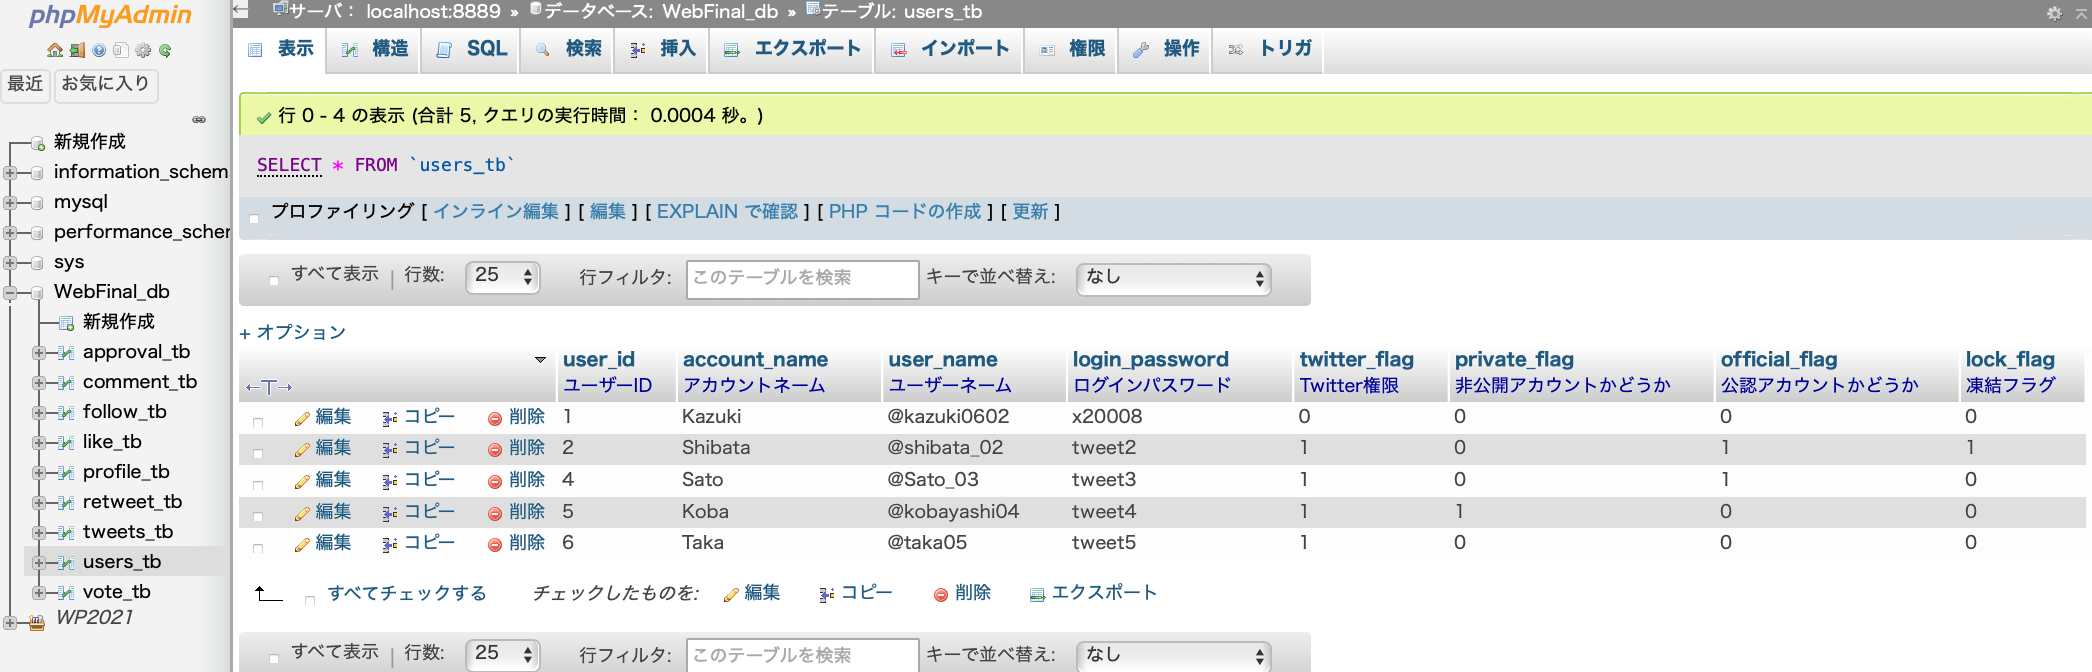 phpMyAdmin
最近 お気に入り
新規作成
information_schem
mysql
performance_scher
sys
WebFinal_db
新規作成
approval_tb
comment_tb
follow_tb
like_tb
profile_tb
retweet_tb
tweets_tb
users_tb
vote_tb
WP2021
サーバ： localhost:8889 » データベース: WebFinal_db » テーブル: users_tb
表示 構造 SQL 検索 挿入 エクスポート インポート 権限 操作 トリガ
行 0 - 4 の表示 (合計 5, クエリの実行時間： 0.0004 秒。)
SELECT * FROM `users_tb`
プロファイリング [ インライン編集 ] [ 編集 ] [ EXPLAIN で確認 ] [ PHP コードの作成 ] [ 更新 ]
すべて表示 | 行数: 25 行フィルタ: このテーブルを検索 キーで並べ替え: なし
+ オプション
user_id account_name user_name login_password twitter_flag private_flag official_flag lock_flag
←T→ ユーザーID アカウントネーム ユーザーネーム ログインパスワード Twitter権限 非公開アカウントかどうか 公認アカウントかどうか 凍結フラグ
編集 コピー 削除 1 Kazuki @kazuki0602 x20008 0 0 0 0
編集 コピー 削除 2 Shibata @shibata_02 tweet2 1 0 1 1
編集 コピー 削除 4 Sato @Sato_03 tweet3 1 0 1 0
編集 コピー 削除 5 Koba @kobayashi04 tweet4 1 1 0 0
編集 コピー 削除 6 Taka @taka05 tweet5 1 0 0 0
すべてチェックする チェックしたものを: 編集 コピー 削除 エクスポート
すべて表示 | 行数: 25 行フィルタ: このテーブルを検索 キーで並べ替え: なし